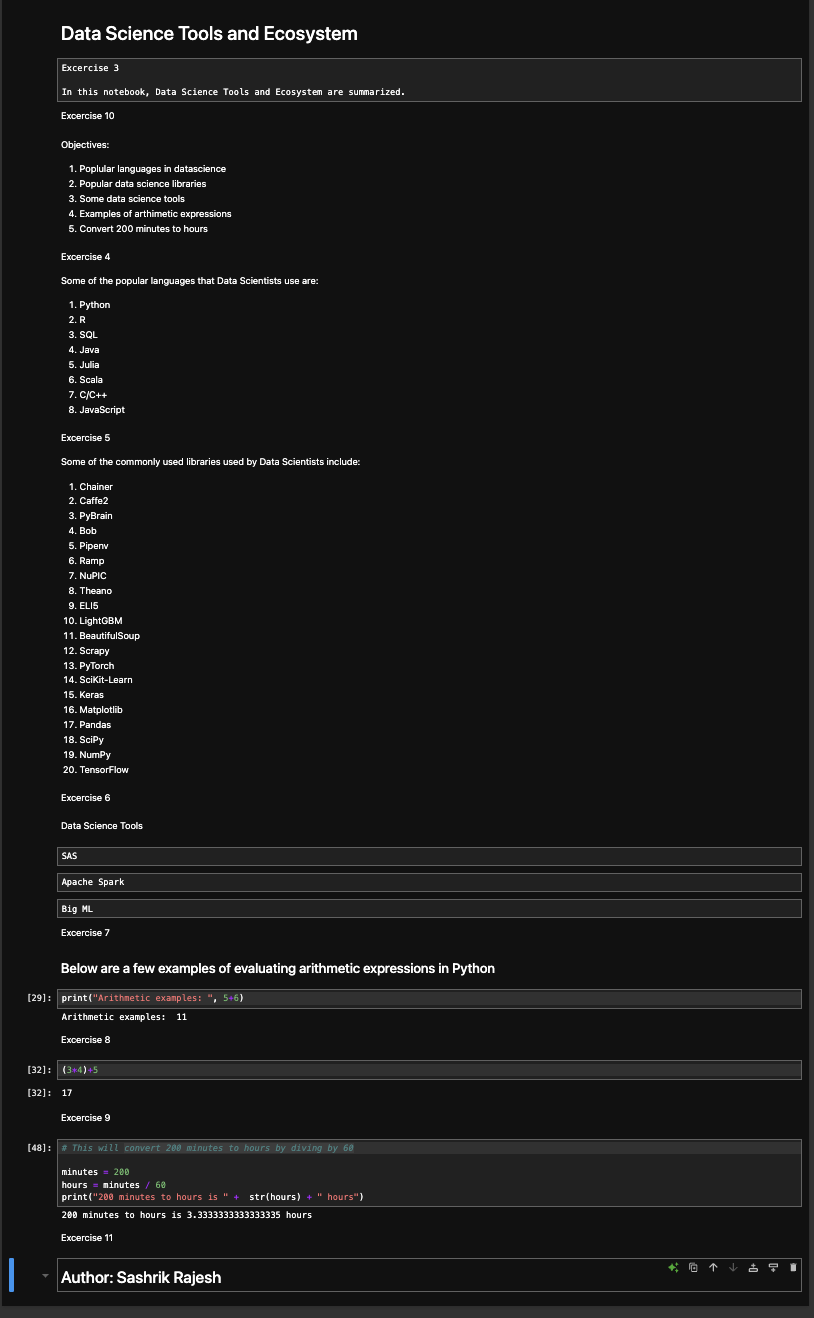 Data Science Tools and Ecosystem
Excercise 3
In this notebook, Data Science Tools and Ecosystem are summarized.
Excercise 10
Objectives:
1. Poplular languages in datascience
2. Popular data science libraries
3. Some data science tools
4. Examples of arthimetic expressions
5. Convert 200 minutes to hours
Excercise 4
Some of the popular languages that Data Scientists use are:
1. Python
2. R
3. SQL
4. Java
5. Julia
6. Scala
7. C/C++
8. JavaScript
Excercise 5
Some of the commonly used libraries used by Data Scientists include:
1. Chainer
2. Caffe2
3. PyBrain
4. Bob
5. Pipenv
6. Ramp
7. NuPIC
8. Theano
9. ELI5
10. LightGBM
11. BeautifulSoup
12. Scrapy
13. PyTorch
14. SciKit-Learn
15. Keras
16. Matplotlib
17. Pandas
18. SciPy
19. NumPy
20. TensorFlow
Excercise 6
Data Science Tools
SAS
Apache Spark
Big ML
Excercise 7
Below are a few examples of evaluating arithmetic expressions in Python
[29]: print("Arithmetic examples: ", 5+6)
Arithmetic examples:  11
Excercise 8
[32]: (3*4)+5
[32]: 17
Excercise 9
[48]: # This will convert 200 minutes to hours by diving by 60
minutes = 200
hours = minutes / 60
print("200 minutes to hours is " +  str(hours) + " hours")
200 minutes to hours is 3.3333333333333335 hours
Excercise 11
Author: Sashrik Rajesh